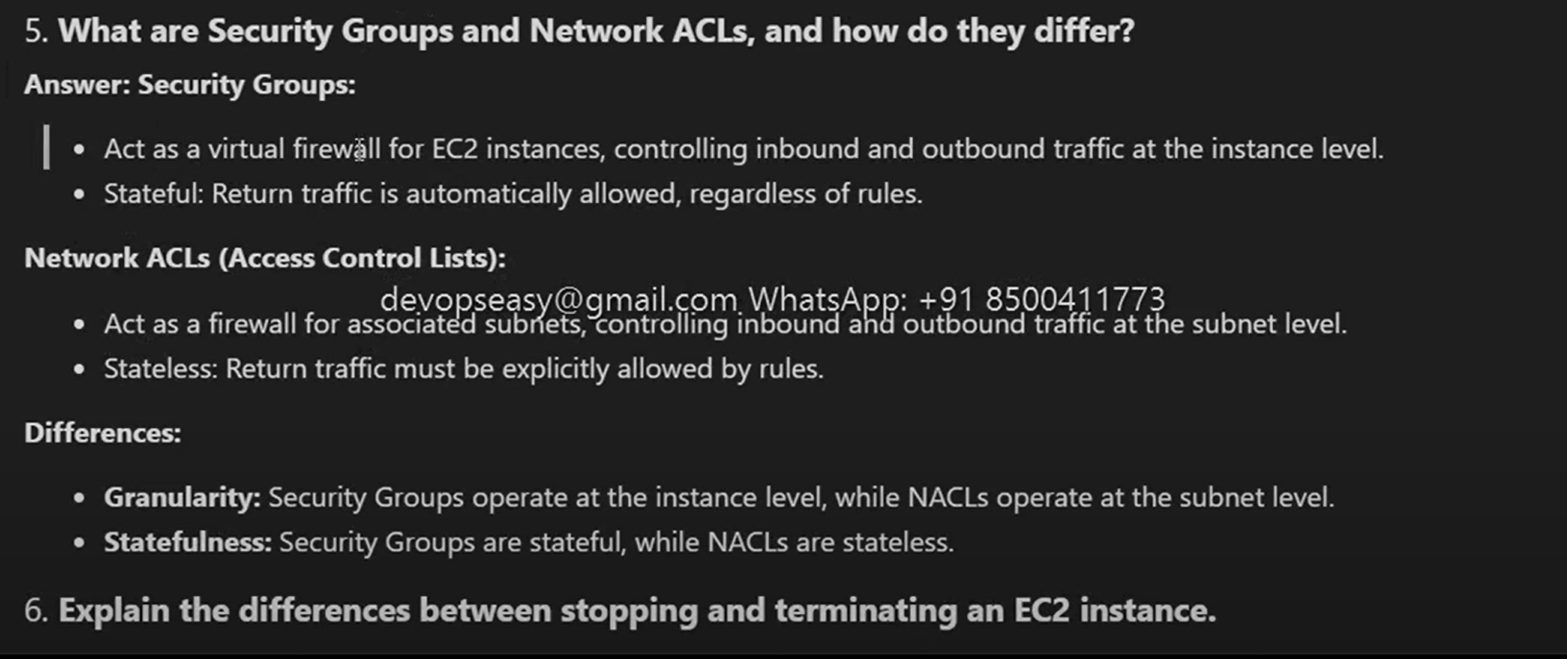 5. What are Security Groups and Network ACLs, and how do they differ?
Answer: Security Groups:
• Act as a virtual firewall for EC2 instances, controlling inbound and outbound traffic at the instance level.
• Stateful: Return traffic is automatically allowed, regardless of rules.
Network ACLs (Access Control Lists):
devopseasy@gmail.com WhatsApp: +91 8500411773
• Act as a firewall for associated subnets, controlling inbound and outbound traffic at the subnet level.
• Stateless: Return traffic must be explicitly allowed by rules.
Differences:
• Granularity: Security Groups operate at the instance level, while NACLs operate at the subnet level.
• Statefulness: Security Groups are stateful, while NACLs are stateless.
6. Explain the differences between stopping and terminating an EC2 instance.